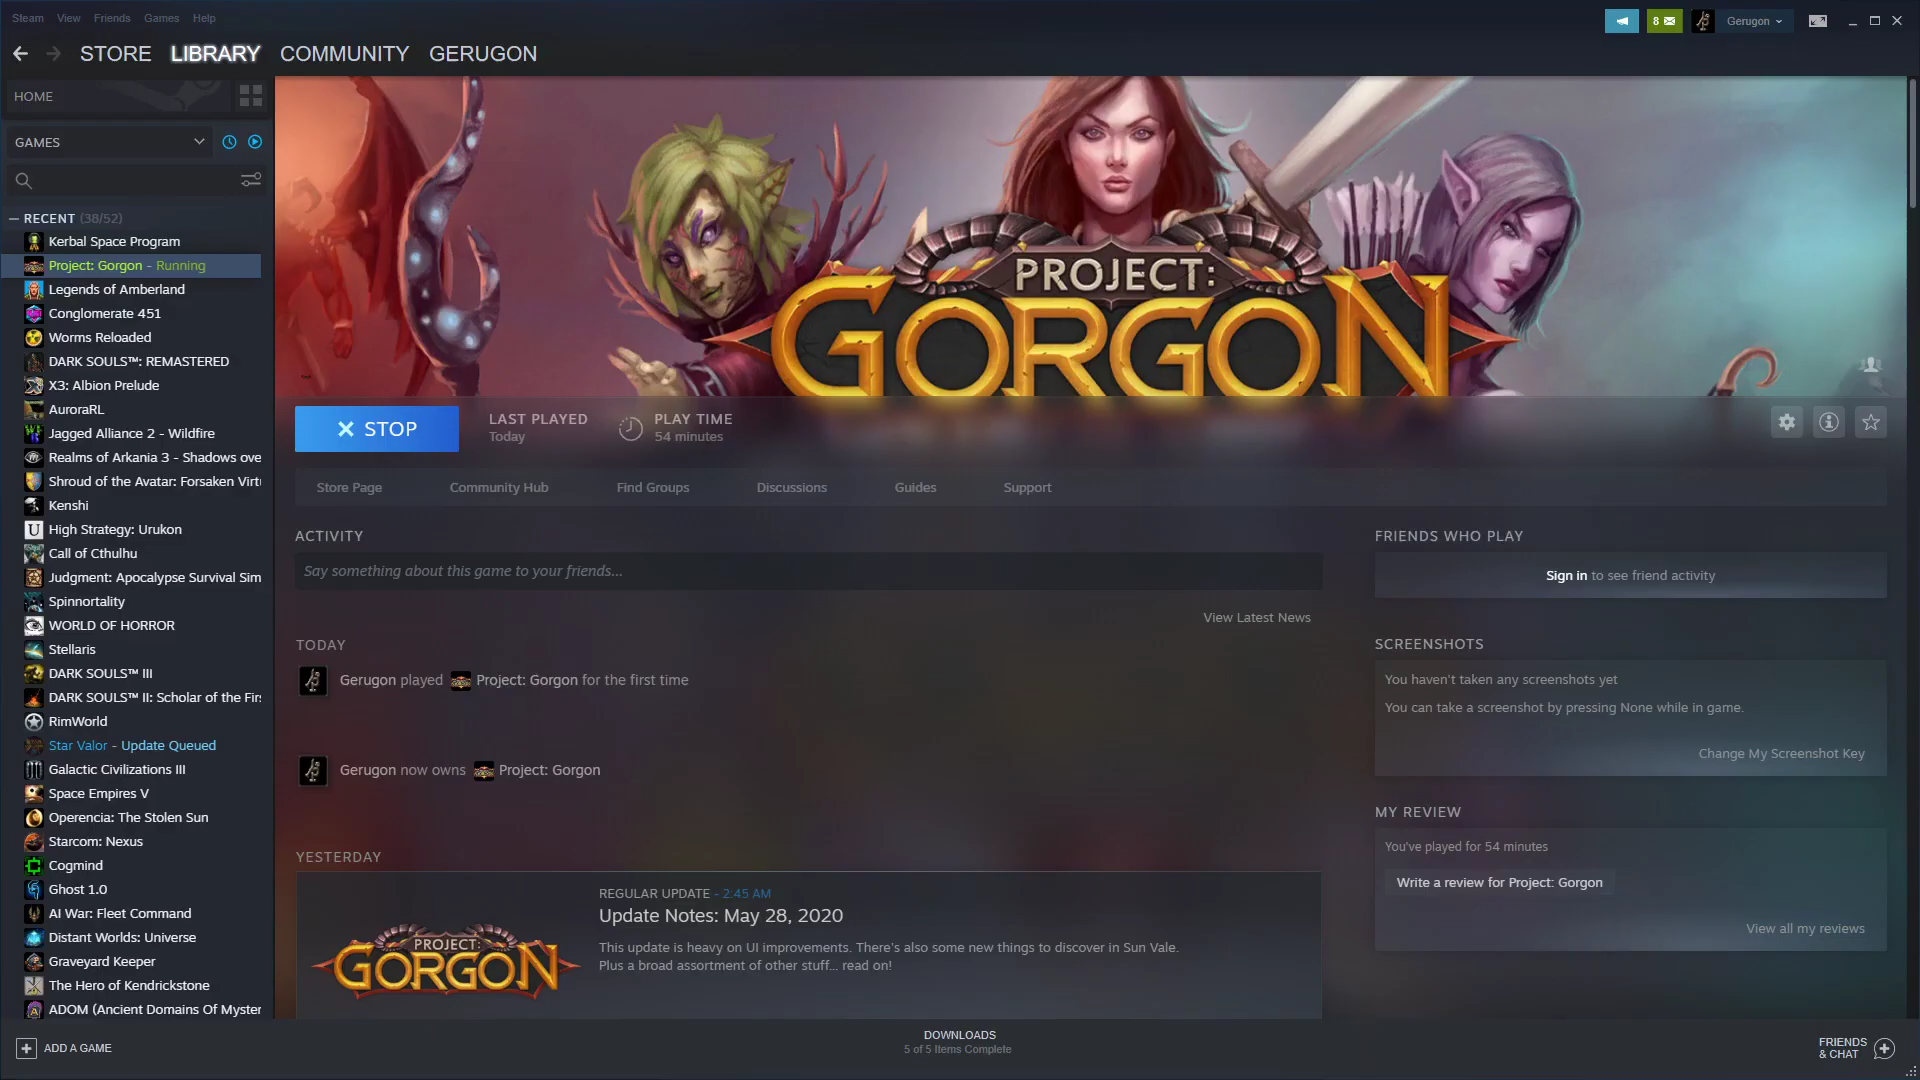 Steam View Friends Games Help
8
Gerugon
STORE LIBRARY COMMUNITY GERUGON
HOME
GAMES
RECENT (38/52)
Kerbal Space Program
Project: Gorgon - Running
Legends of Amberland
Conglomerate 451
Worms Reloaded
DARK SOULS™: REMASTERED
X3: Albion Prelude
AuroraRL
Jagged Alliance 2 - Wildfire
Realms of Arkania 3 - Shadows ove
Shroud of the Avatar: Forsaken Virtu
Kenshi
High Strategy: Urukon
Call of Cthulhu
Judgment: Apocalypse Survival Sim
Spinnortality
WORLD OF HORROR
Stellaris
DARK SOULS™ III
DARK SOULS™ II: Scholar of the Firs
RimWorld
Star Valor - Update Queued
Galactic Civilizations III
Space Empires V
Operencia: The Stolen Sun
Starcom: Nexus
Cogmind
Ghost 1.0
AI War: Fleet Command
Distant Worlds: Universe
Graveyard Keeper
The Hero of Kendrickstone
ADOM (Ancient Domains Of Myster
PROJECT:
GORGON
STOP
LAST PLAYED
Today
PLAY TIME
54 minutes
Store Page
Community Hub
Find Groups
Discussions
Guides
Support
ACTIVITY
Say something about this game to your friends...
View Latest News
TODAY
Gerugon played Project: Gorgon for the first time
Gerugon now owns Project: Gorgon
YESTERDAY
PROJECT:
GORGON
REGULAR UPDATE - 2:45 AM
Update Notes: May 28, 2020
This update is heavy on UI improvements. There's also some new things to discover in Sun Vale.
Plus a broad assortment of other stuff... read on!
FRIENDS WHO PLAY
Sign in to see friend activity
SCREENSHOTS
You haven't taken any screenshots yet
You can take a screenshot by pressing None while in game.
Change My Screenshot Key
MY REVIEW
You've played for 54 minutes
Write a review for Project: Gorgon
View all my reviews
ADD A GAME
DOWNLOADS
5 of 5 Items Complete
FRIENDS
& CHAT